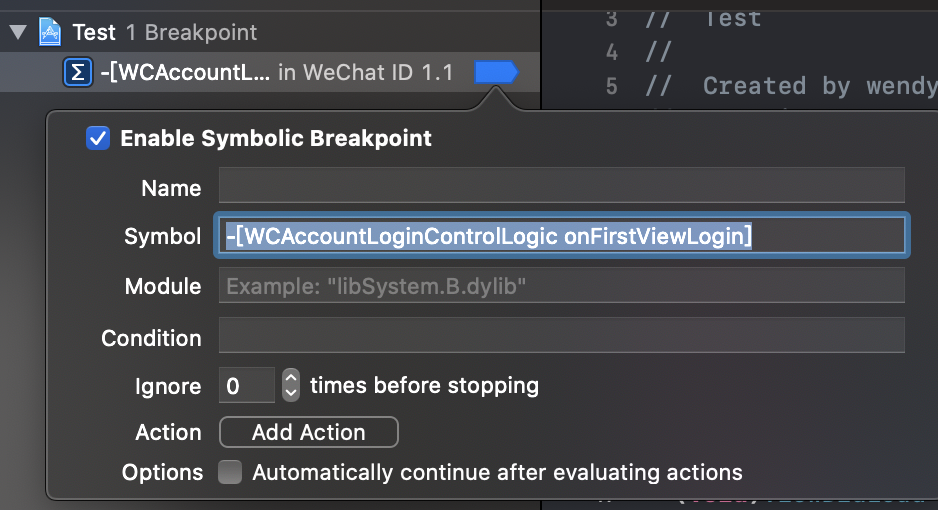 Test 1 Breakpoint
-[WCAccountL... in WeChat ID 1.1
3 // Test
4 //
5 // Created by wendy
Enable Symbolic Breakpoint
Name
Symbol -[WCAccountLoginControlLogic onFirstViewLogin]
Module Example: "libSystem.B.dylib"
Condition
Ignore 0 times before stopping
Action Add Action
Options Automatically continue after evaluating actions